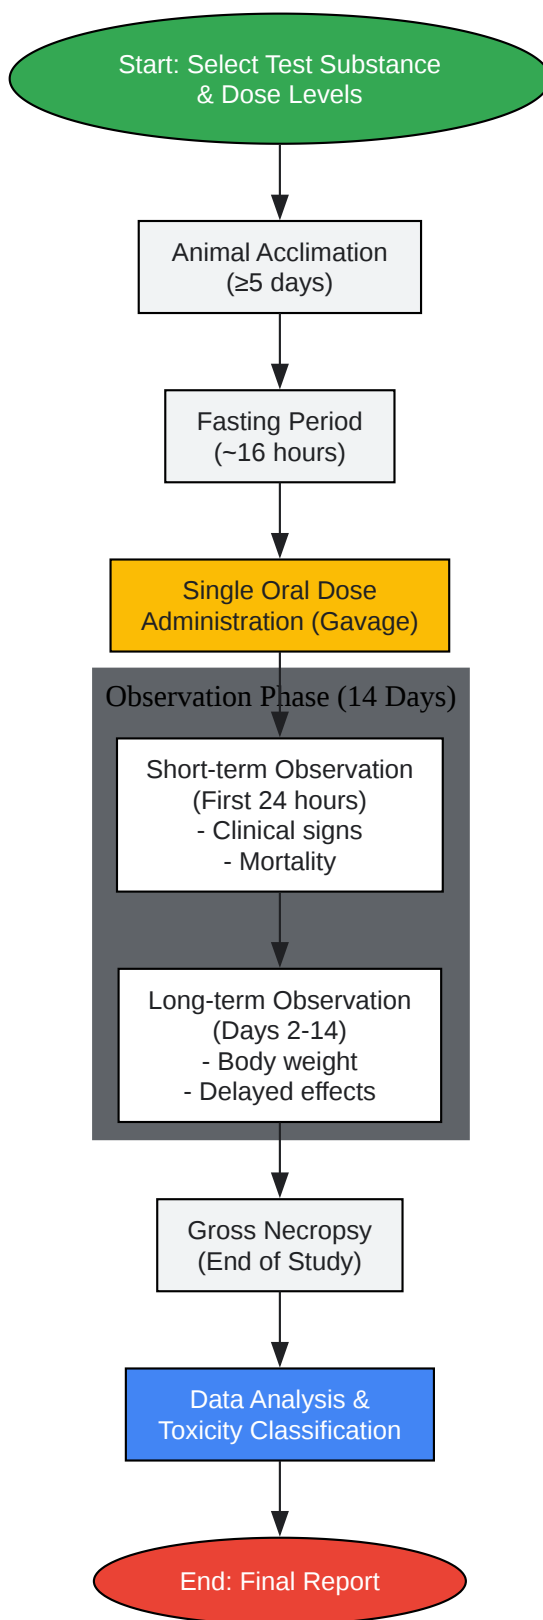 Start: Select Test Substance
& Dose Levels
Animal Acclimation
(≥5 days)
Fasting Period
(~16 hours)
Single Oral Dose
Administration (Gavage)
Observation Phase (14 Days)
Short-term Observation
(First 24 hours)
- Clinical signs
- Mortality
Long-term Observation
(Days 2-14)
- Body weight
- Delayed effects
Gross Necropsy
(End of Study)
Data Analysis &
Toxicity Classification
End: Final Report